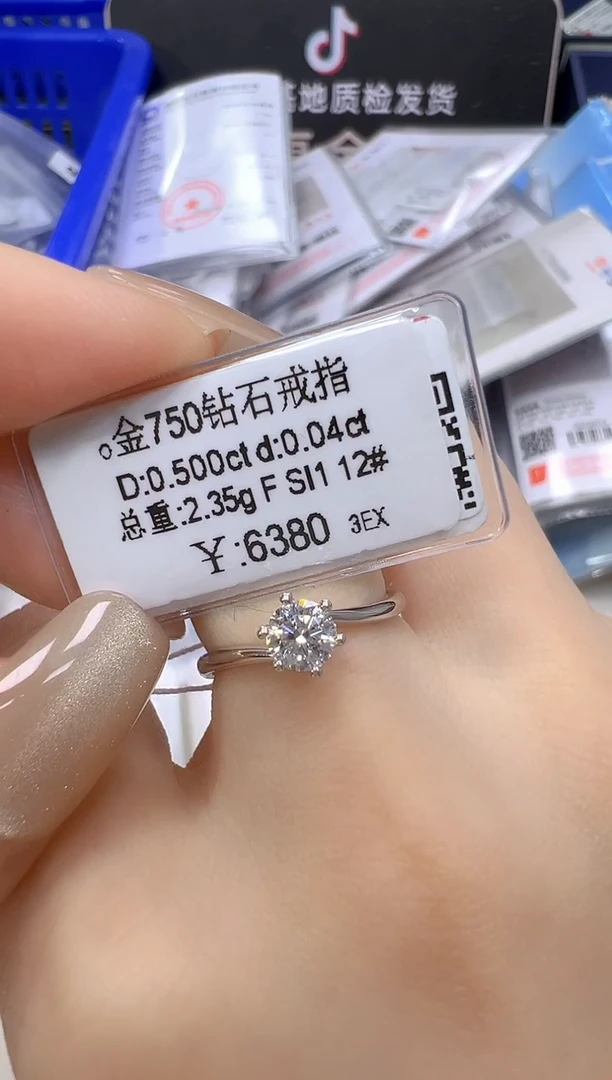 地质检发货
金750钻石戒指
D:0.500ct d:0.04ct
总重:2.35g F SI1 12#
￥:6380 3EX